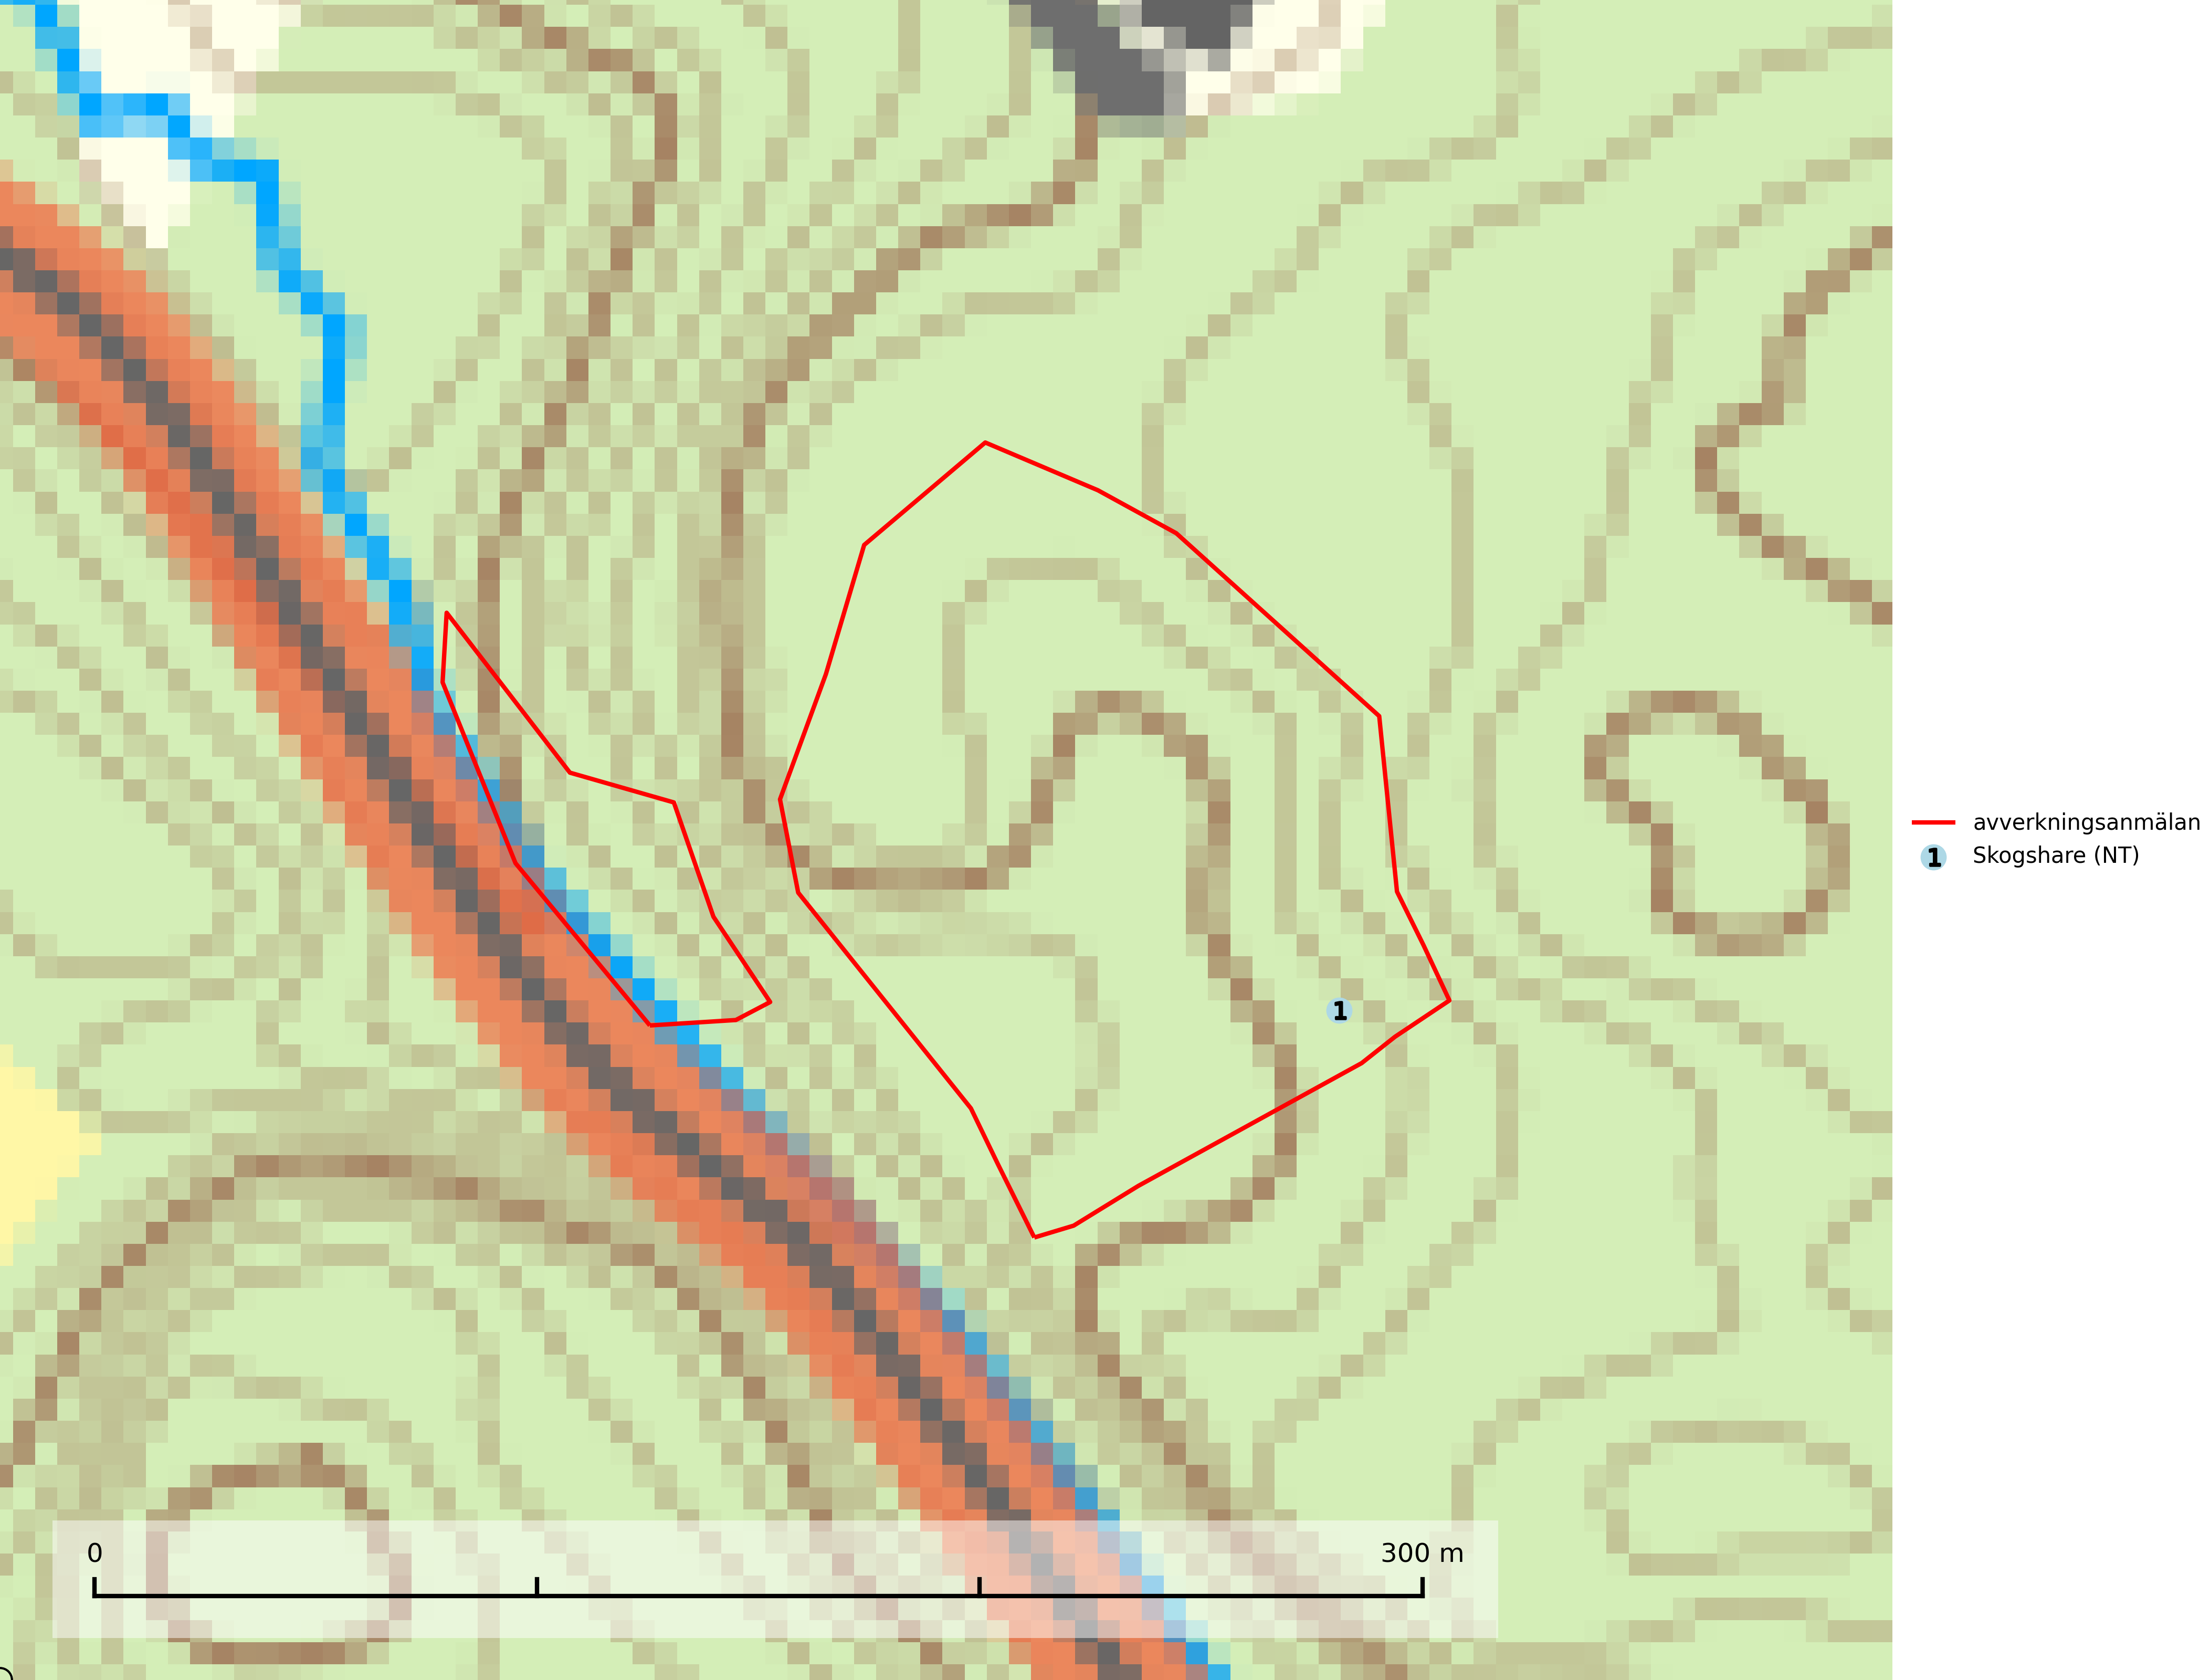 1
avverkningsanmälan
1 Skogshare (NT)
0 300 m